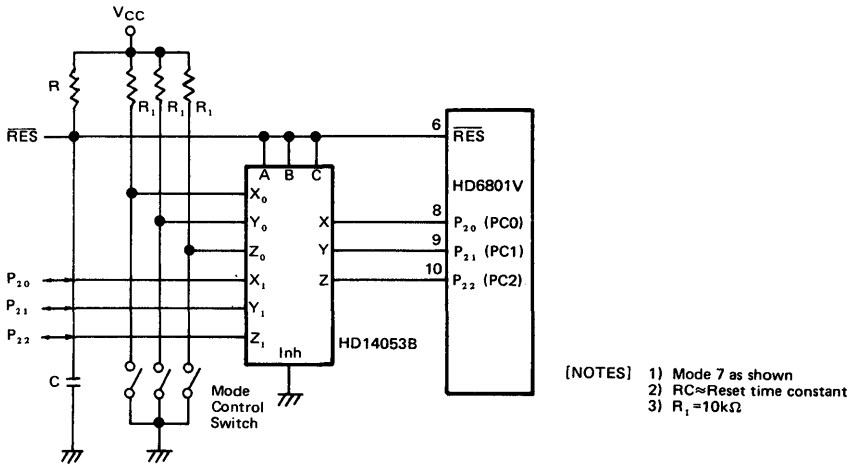 VCC
R
R1 R1 R1
RES
6
RES
A B C
HD6801V
X0
Y0
X
8
P20 (PC0)
Z0
Y
9
P21 (PC1)
P20
X1
Z
10
P22 (PC2)
P21
Y1
P22
Z1
Inh
HD14053B
C
Mode
Control
Switch
[NOTES] 1) Mode 7 as shown
2) RC≈Reset time constant
3) R1=10kΩ